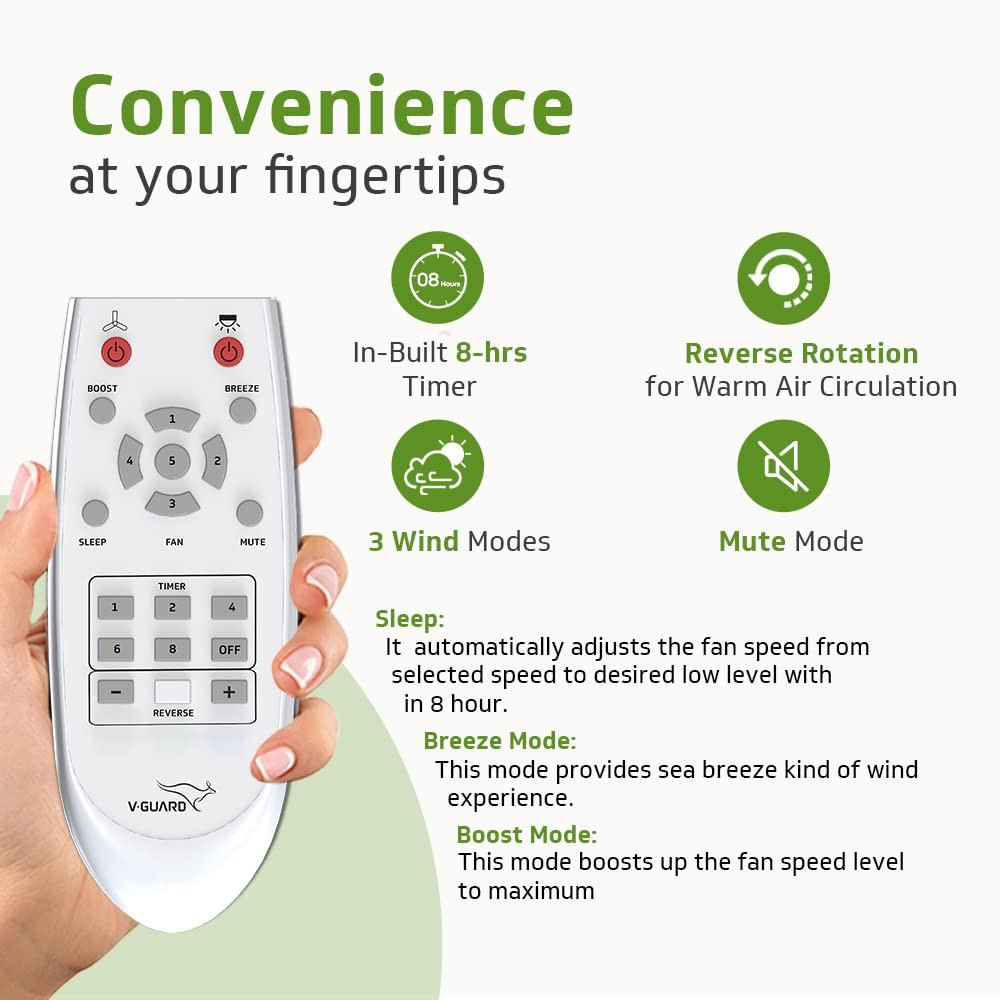 Convenience
at your fingertips
08 Hours
In-Built 8-hrs
Timer
Reverse Rotation
for Warm Air Circulation
3 Wind Modes
Mute Mode
Sleep:
It automatically adjusts the fan speed from
selected speed to desired low level with
in 8 hour.
Breeze Mode:
This mode provides sea breeze kind of wind
experience.
Boost Mode:
This mode boosts up the fan speed level
to maximum
BOOST BREEZE
1
4 5 2
3
SLEEP FAN MUTE
TIMER
1 2 4
6 8 OFF
- +
REVERSE
V-GUARD